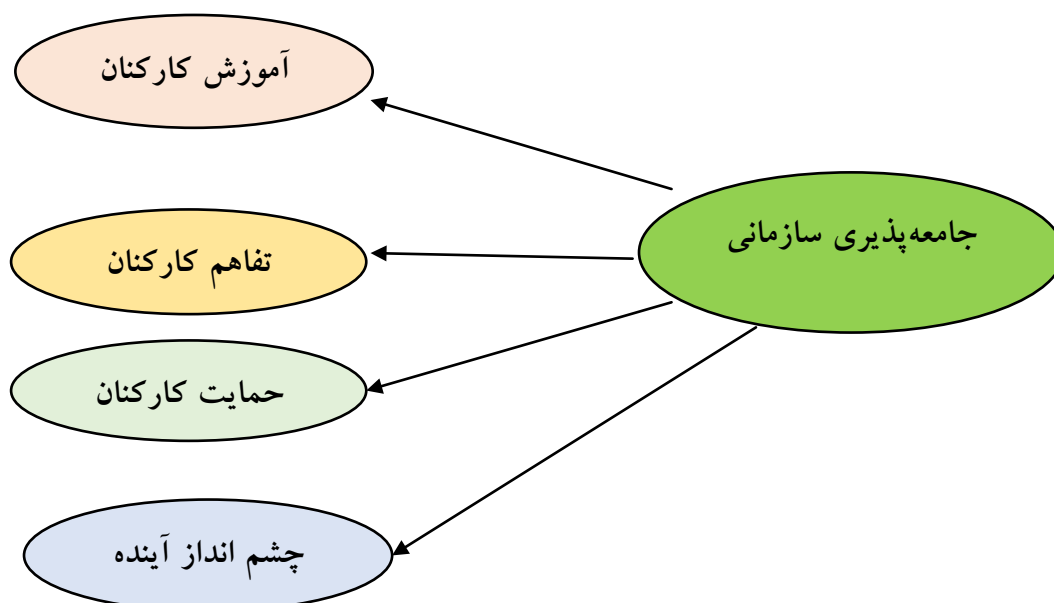 آموزش کارکنان
جامعه‌پذیری سازمانی
تفاهم کارکنان
حمایت کارکنان
چشم انداز آینده